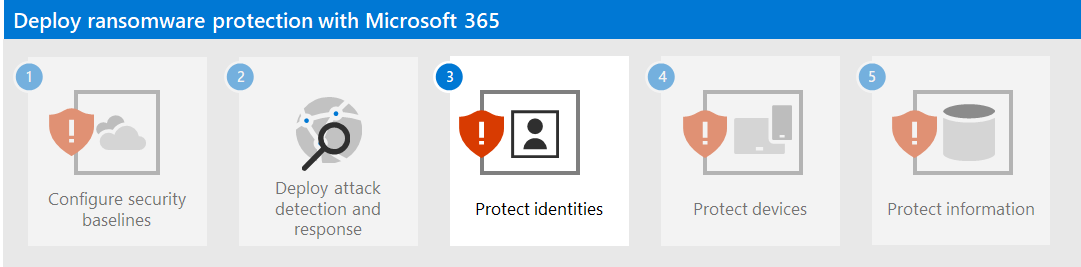 Deploy ransomware protection with Microsoft 365
1
Configure security
baselines
2
Deploy attack
detection and
response
3
Protect identities
4
Protect devices
5
Protect information